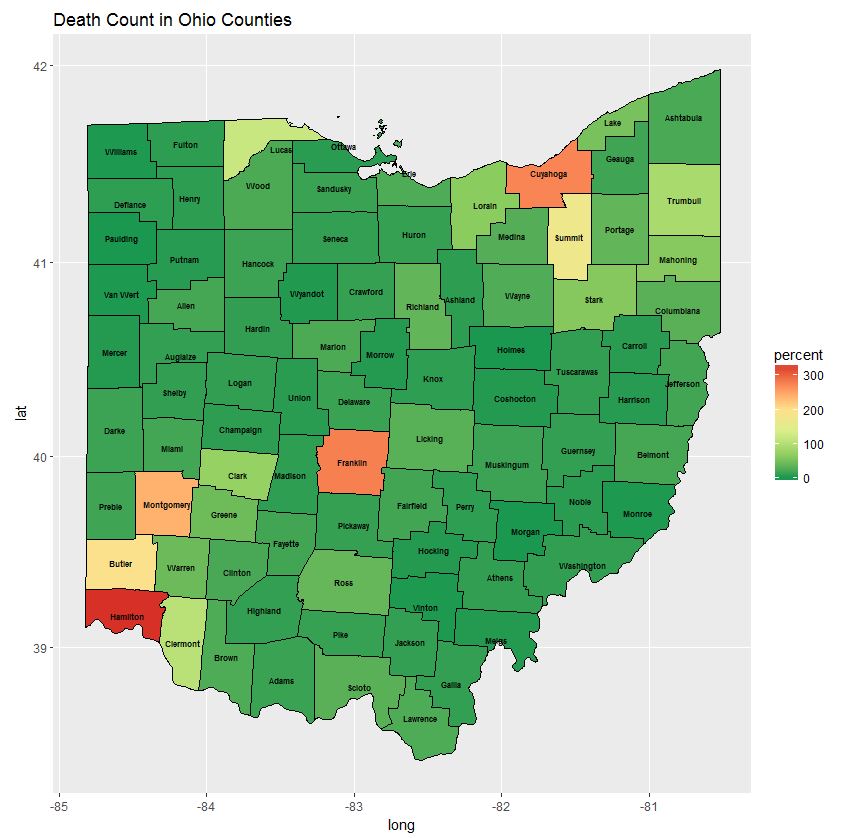 Death Count in Ohio Counties
42
Ashtabula
Lake
Williams
Fulton
Lucas
Ottawa
Geauga
Cuyahoga
Erie
Wood
Sandusky
Defiance
Henry
Lorain
Trumbull
Paulding
Seneca
Huron
Medina
Summit
Portage
41
Putnam
Hancock
Mahoning
Van Wert
Allen
Wyandot
Crawford
Richland
Ashland
Wayne
Stark
Columbiana
Hardin
Mercer
Auglaize
Marion
Morrow
Holmes
Carroll
Logan
Knox
Tuscarawas
Jefferson
Shelby
Union
Delaware
Coshocton
Harrison
Darke
Champaign
Licking
40
Miami
Franklin
Muskingum
Guernsey
Belmont
Clark
Madison
Preble
Montgomery
Greene
Fairfield
Perry
Noble
Monroe
Pickaway
Morgan
Fayette
Hocking
Butler
Warren
Clinton
Ross
Athens
Washington
Hamilton
Highland
Vinton
39
Clermont
Pike
Jackson
Meigs
Brown
Adams
Scioto
Gallia
Lawrence
lat
-85
-84
-83
-82
-81
long
percent
300
200
100
0